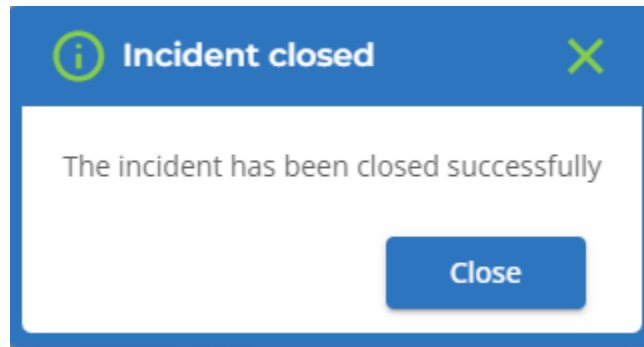 Incident closed
The incident has been closed successfully
Close